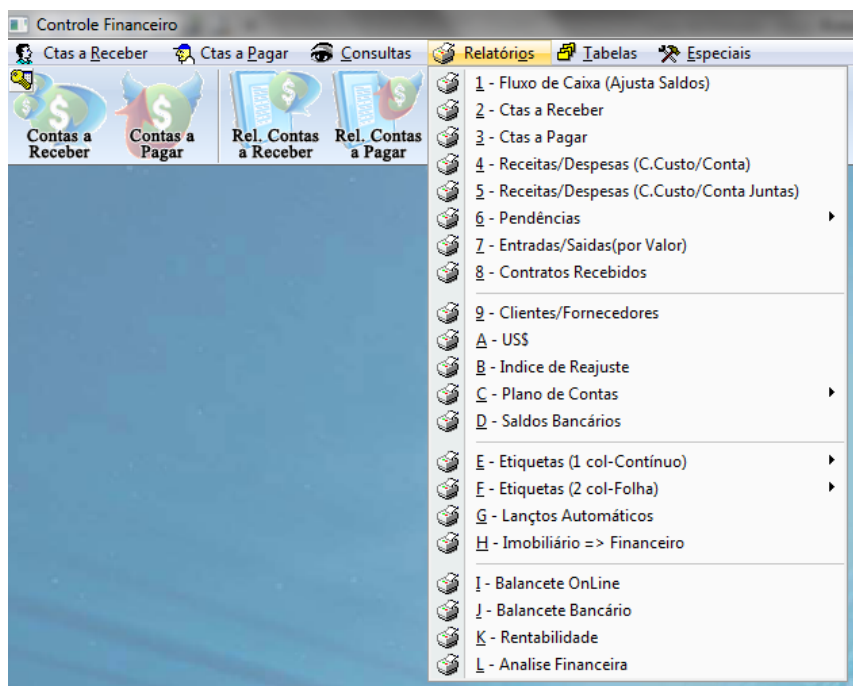 Controle Financeiro
Ctas a Receber Ctas a Pagar Consultas Relatórios Tabelas Especiais
Contas a Receber
Contas a Pagar
Rel. Contas a Receber
Rel. Contas a Pagar
1 - Fluxo de Caixa (Ajusta Saldos)
2 - Ctas a Receber
3 - Ctas a Pagar
4 - Receitas/Despesas (C.Custo/Conta)
5 - Receitas/Despesas (C.Custo/Conta Juntas)
6 - Pendências
7 - Entradas/Saidas(por Valor)
8 - Contratos Recebidos
9 - Clientes/Fornecedores
A - US$
B - Indice de Reajuste
C - Plano de Contas
D - Saldos Bancários
E - Etiquetas (1 col-Contínuo)
F - Etiquetas (2 col-Folha)
G - Lançtos Automáticos
H - Imobiliário => Financeiro
I - Balancete OnLine
J - Balancete Bancário
K - Rentabilidade
L - Analise Financeira